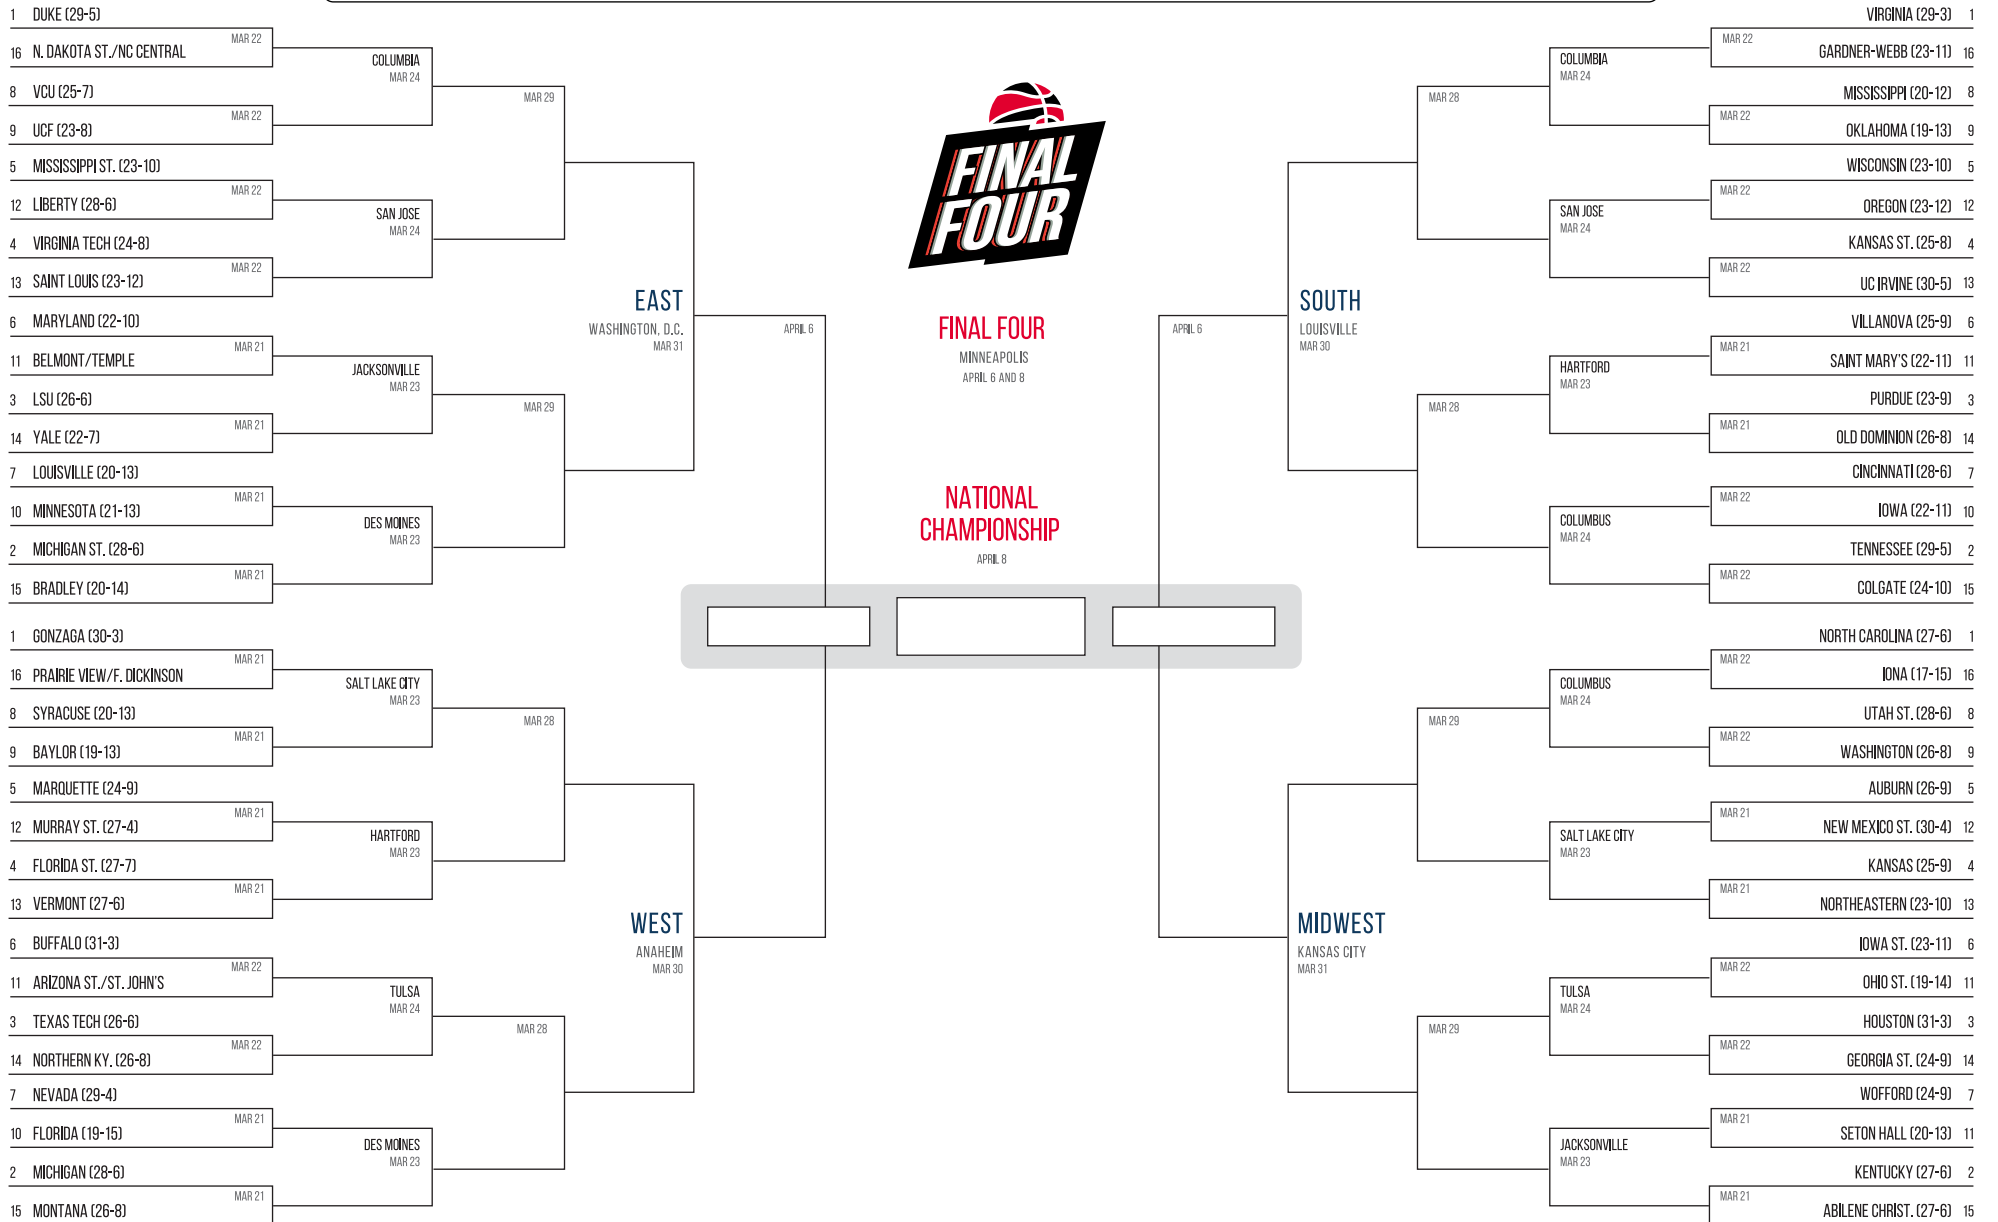 1 DUKE (29-5)
MAR 22
16 N. DAKOTA ST./NC CENTRAL
COLUMBIA
MAR 24
8 VCU (25-7)
MAR 22
9 UCF (23-8)
MAR 29
5 MISSISSIPPI ST. (23-10)
MAR 22
12 LIBERTY (28-6)
SAN JOSE
MAR 24
4 VIRGINIA TECH (24-8)
MAR 22
13 SAINT LOUIS (23-12)
EAST
WASHINGTON, D.C.
MAR 31
6 MARYLAND (22-10)
MAR 21
11 BELMONT/TEMPLE
JACKSONVILLE
MAR 23
3 LSU (26-6)
MAR 21
14 YALE (22-7)
MAR 29
7 LOUISVILLE (20-13)
MAR 21
10 MINNESOTA (21-13)
DES MOINES
MAR 23
2 MICHIGAN ST. (28-6)
MAR 21
15 BRADLEY (20-14)
APRIL 6
1 GONZAGA (30-3)
MAR 21
16 PRAIRIE VIEW/F. DICKINSON
SALT LAKE CITY
MAR 23
8 SYRACUSE (20-13)
MAR 21
9 BAYLOR (19-13)
MAR 28
5 MARQUETTE (24-9)
MAR 21
12 MURRAY ST. (27-4)
HARTFORD
MAR 23
4 FLORIDA ST. (27-7)
MAR 21
13 VERMONT (27-6)
WEST
ANAHEIM
MAR 30
6 BUFFALO (31-3)
MAR 22
11 ARIZONA ST./ST. JOHN'S
TULSA
MAR 24
3 TEXAS TECH (26-6)
MAR 22
14 NORTHERN KY. (26-8)
MAR 28
7 NEVADA (29-4)
MAR 21
10 FLORIDA (19-15)
DES MOINES
MAR 23
2 MICHIGAN (28-6)
MAR 21
15 MONTANA (26-8)
FINAL
FOUR
FINAL FOUR
MINNEAPOLIS
APRIL 6 AND 8
NATIONAL
CHAMPIONSHIP
APRIL 8
VIRGINIA (29-3) 1
MAR 22
GARDNER-WEBB (23-11) 16
COLUMBIA
MAR 24
MISSISSIPPI (20-12) 8
MAR 22
OKLAHOMA (19-13) 9
MAR 28
WISCONSIN (23-10) 5
MAR 22
OREGON (23-12) 12
SAN JOSE
MAR 24
KANSAS ST. (25-8) 4
MAR 22
UC IRVINE (30-5) 13
SOUTH
LOUISVILLE
MAR 30
VILLANOVA (25-9) 6
MAR 21
SAINT MARY'S (22-11) 11
HARTFORD
MAR 23
PURDUE (23-9) 3
MAR 21
OLD DOMINION (26-8) 14
MAR 28
CINCINNATI (28-6) 7
MAR 22
IOWA (22-11) 10
COLUMBUS
MAR 24
TENNESSEE (29-5) 2
MAR 22
COLGATE (24-10) 15
APRIL 6
NORTH CAROLINA (27-6) 1
MAR 22
IONA (17-15) 16
COLUMBUS
MAR 24
UTAH ST. (28-6) 8
MAR 22
WASHINGTON (26-8) 9
MAR 29
AUBURN (26-9) 5
MAR 21
NEW MEXICO ST. (30-4) 12
SALT LAKE CITY
MAR 23
KANSAS (25-9) 4
MAR 21
NORTHEASTERN (23-10) 13
MIDWEST
KANSAS CITY
MAR 31
IOWA ST. (23-11) 6
MAR 22
OHIO ST. (19-14) 11
TULSA
MAR 24
HOUSTON (31-3) 3
MAR 22
GEORGIA ST. (24-9) 14
MAR 29
WOFFORD (24-9) 7
MAR 21
SETON HALL (20-13) 11
JACKSONVILLE
MAR 23
KENTUCKY (27-6) 2
MAR 21
ABILENE CHRIST. (27-6) 15